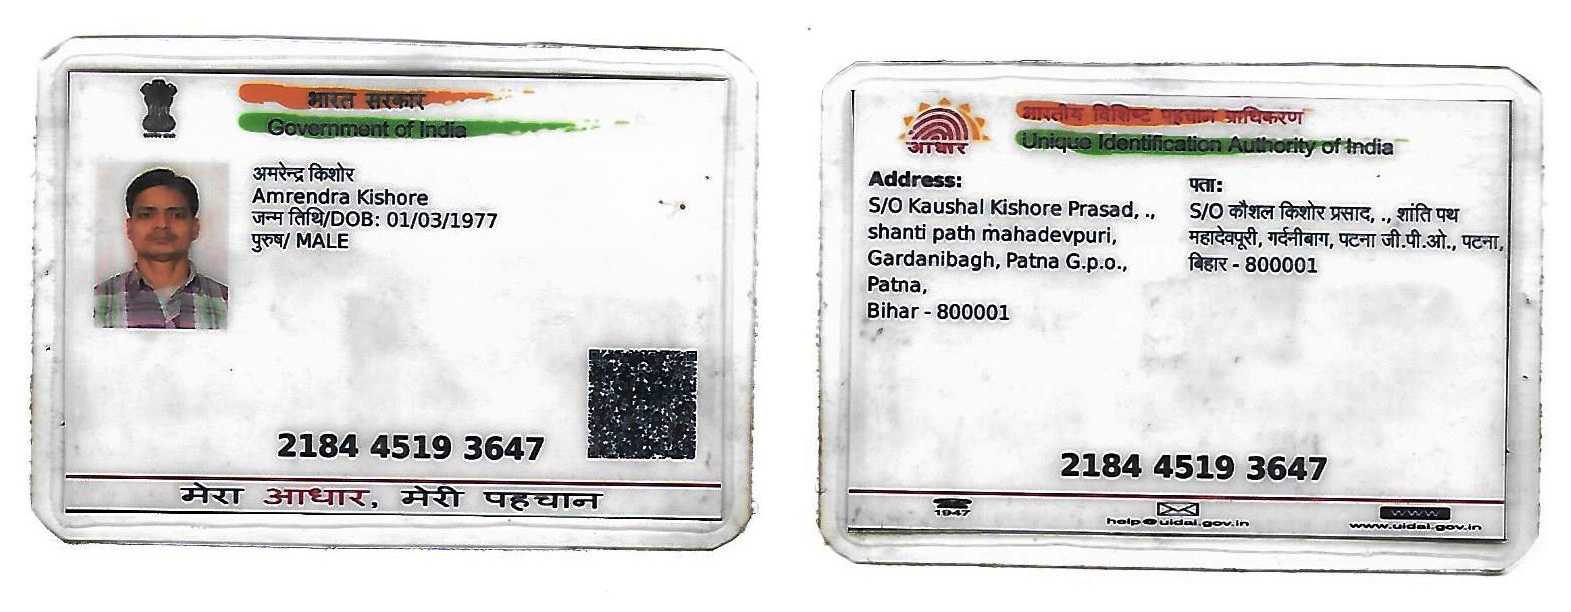 भारत सरकार
Government of India
अमरेन्द्र किशोर
Amrendra Kishore
जन्म तिथि/DOB: 01/03/1977
पुरुष/ MALE
2184 4519 3647
मेरा आधार, मेरी पहचान
भारतीय विशिष्ट पहचान प्राधिकरण
Unique Identification Authority of India
आधार
Address:
S/O Kaushal Kishore Prasad, .,
shanti path mahadevpuri,
Gardanibagh, Patna G.p.o.,
Patna,
Bihar - 800001
पता:
S/O कौशल किशोर प्रसाद, ., शांति पथ
महादेवपूरी, गर्दनीबाग, पटना जी.पी.ओ., पटना,
बिहार - 800001
2184 4519 3647
1947
help@uidai.gov.in
www
www.uidai.gov.in